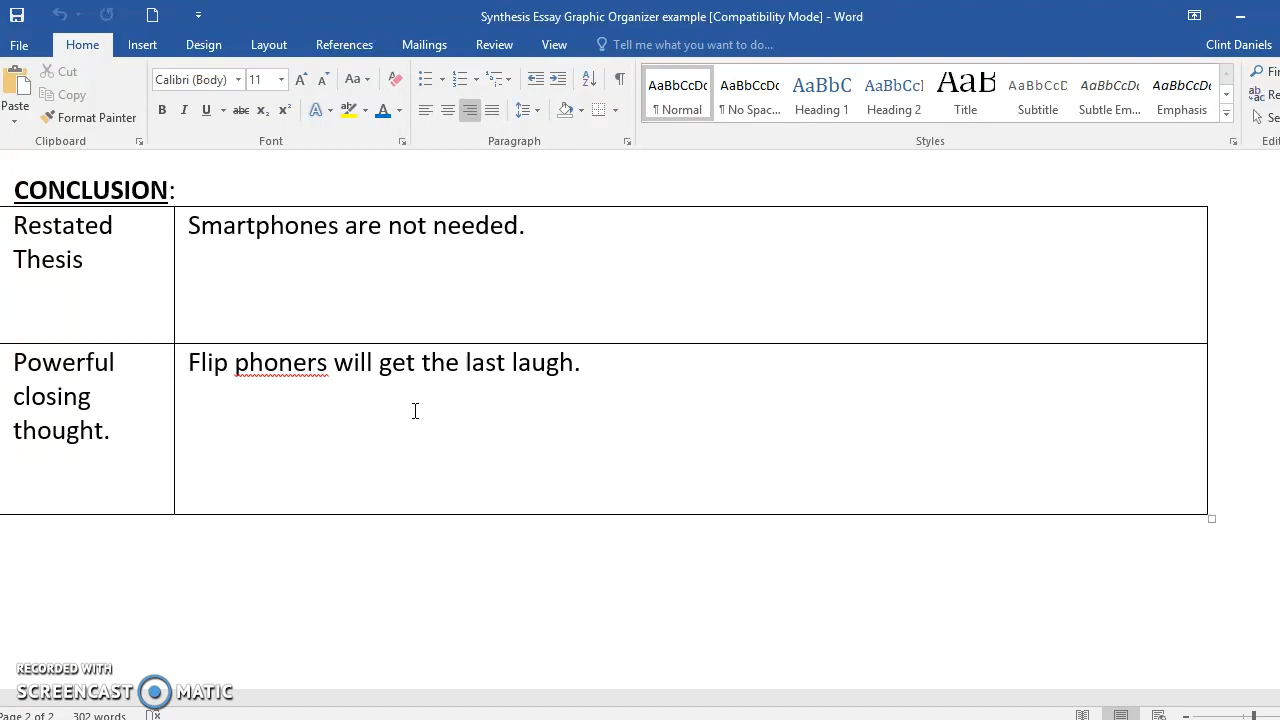 Synthesis Essay Graphic Organizer example [Compatibility Mode] - Word
File Home Insert Design Layout References Mailings Review View Tell me what you want to do... Clint Daniels
Paste
Cut
Copy
Format Painter
Calibri (Body) 11
B I U abc x₂ x²
AaBbCcDc AaBbCcDc AaBbC AaBbCcl AaB AaBbCcD AaBbCcDc AaBbCcDc
¶ Normal ¶ No Spac... Heading 1 Heading 2 Title Subtitle Subtle Em... Emphasis
Clipboard Font Paragraph Styles
CONCLUSION:
Restated
Thesis
Smartphones are not needed.
Powerful
closing
thought.
Flip phoners will get the last laugh.
RECORDED WITH
SCREENCAST MATIC
Page 2 of 2 302 words